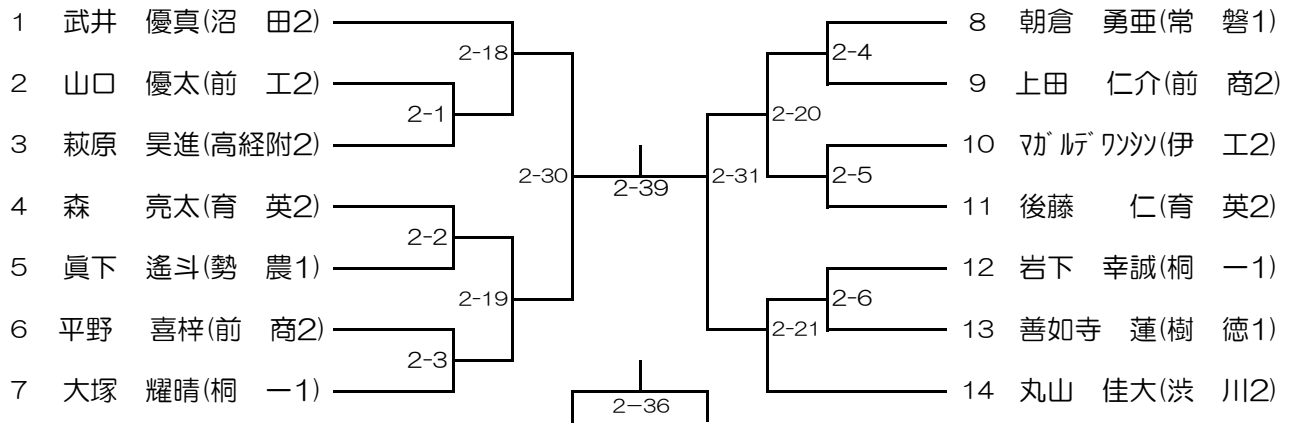 1 武井 優真(沼 田2)
2 山口 優太(前 工2)
3 萩原 昊進(高経附2)
4 森 亮太(育 英2)
5 眞下 遙斗(勢 農1)
6 平野 喜梓(前 商2)
7 大塚 耀晴(桐 一1)
2-18
2-1
2-30
2-2
2-19
2-3
2-39
2-36
2-4
2-20
2-31
2-5
2-6
2-21
8 朝倉 勇亜(常 磐1)
9 上田 仁介(前 商2)
10 マガルデワンシン(伊 工2)
11 後藤 仁(育 英2)
12 岩下 幸誠(桐 一1)
13 善如寺 蓮(樹 徳1)
14 丸山 佳大(渋 川2)